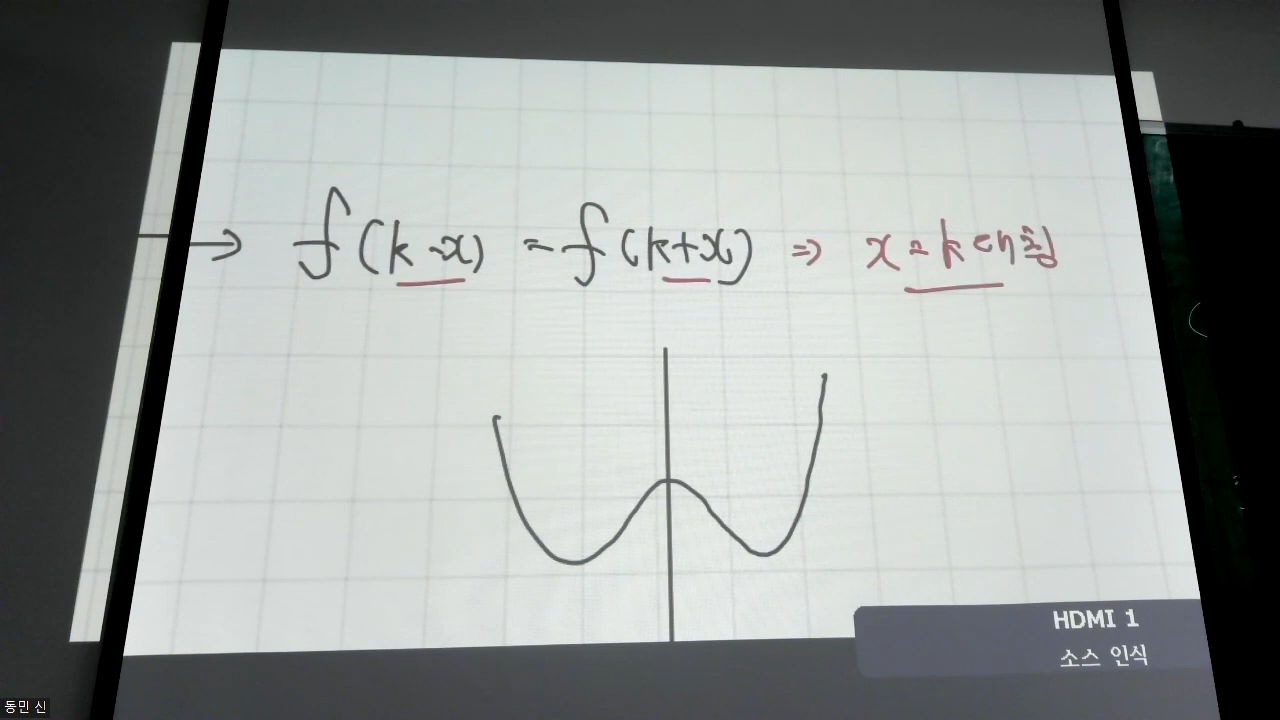 → f(k-x) = f(k+x) ⇒ x=k 대칭
HDMI 1
소스 인식
동민 신